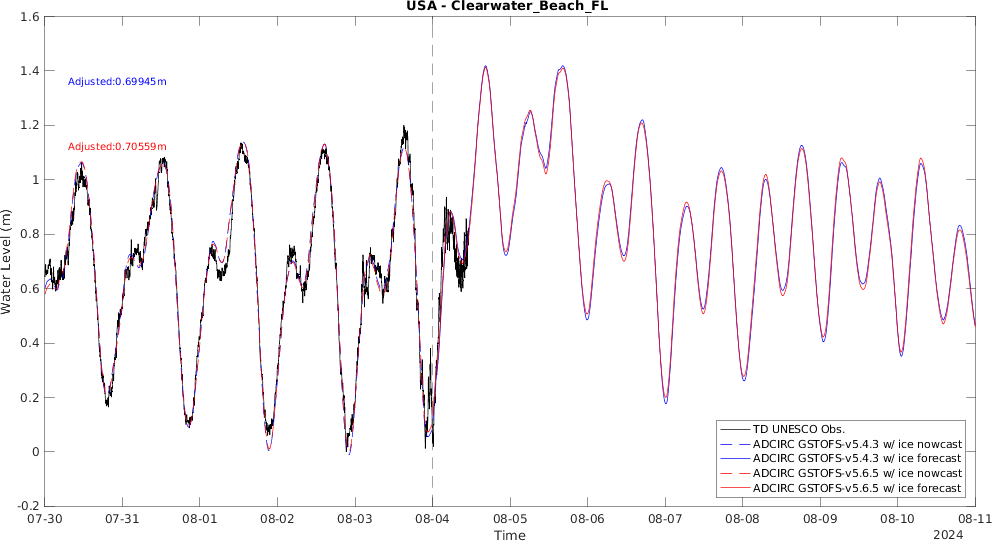 USA - Clearwater_Beach_FL
1.6
1.4
1.2
1
0.8
0.6
0.4
0.2
0
-0.2
Water Level (m)
Adjusted:0.69945m
Adjusted:0.70559m
TD UNESCO Obs.
ADCIRC GSTOFS-v5.4.3 w/ ice nowcast
ADCIRC GSTOFS-v5.4.3 w/ ice forecast
ADCIRC GSTOFS-v5.6.5 w/ ice nowcast
ADCIRC GSTOFS-v5.6.5 w/ ice forecast
07-30 07-31 08-01 08-02 08-03 08-04 08-05 08-06 08-07 08-08 08-09 08-10 08-11
Time
2024